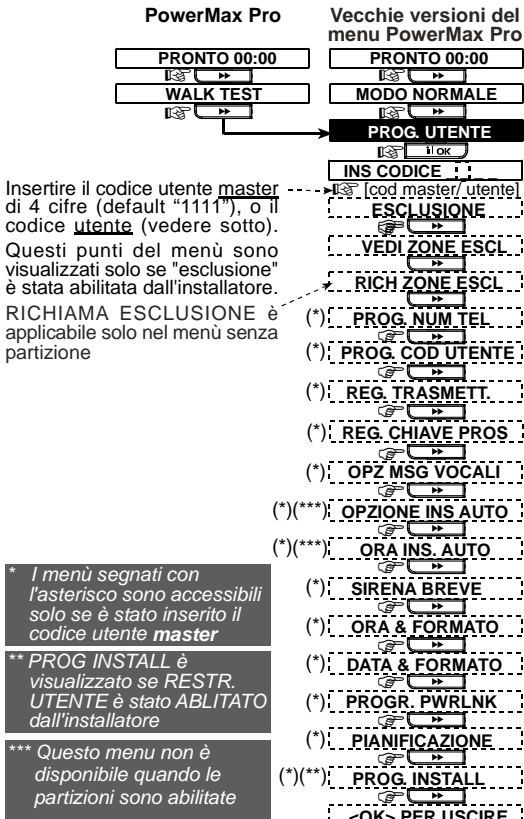 PowerMax Pro
Vecchie versioni del
menu PowerMax Pro
PRONTO 00:00
PRONTO 00:00
WALK TEST
MODO NORMALE
PROG. UTENTE
OK
INS CODICE _ _ _ _
[cod master/ utente]
Insertire il codice utente master
di 4 cifre (default “1111”), o il
codice utente (vedere sotto).
Questi punti del menù sono
visualizzati solo se "esclusione"
è stata abilitata dall'installatore.
RICHIAMA ESCLUSIONE è
applicabile solo nel menù senza
partizione
ESCLUSIONE
VEDI ZONE ESCL
RICH ZONE ESCL
(*) PROG. NUM TEL
(*) PROG. COD UTENTE
(*) REG. TRASMETT.
(*) REG. CHIAVE PROS
(*) OPZ MSG VOCALI
(*)(***) OPZIONE INS AUTO
(*)(***) ORA INS. AUTO
(*) SIRENA BREVE
(*) ORA & FORMATO
(*) DATA & FORMATO
(*) PROGR. PWRLNK
(*) PIANIFICAZIONE
(*)(**) PROG. INSTALL
<OK> PER USCIRE
* I menù segnati con
l'asterisco sono accessibili
solo se è stato inserito il
codice utente master
** PROG INSTALL è
visualizzato se RESTR.
UTENTE è stato ABLITATO
dall'installatore
*** Questo menu non è
disponibile quando le
partizioni sono abilitate